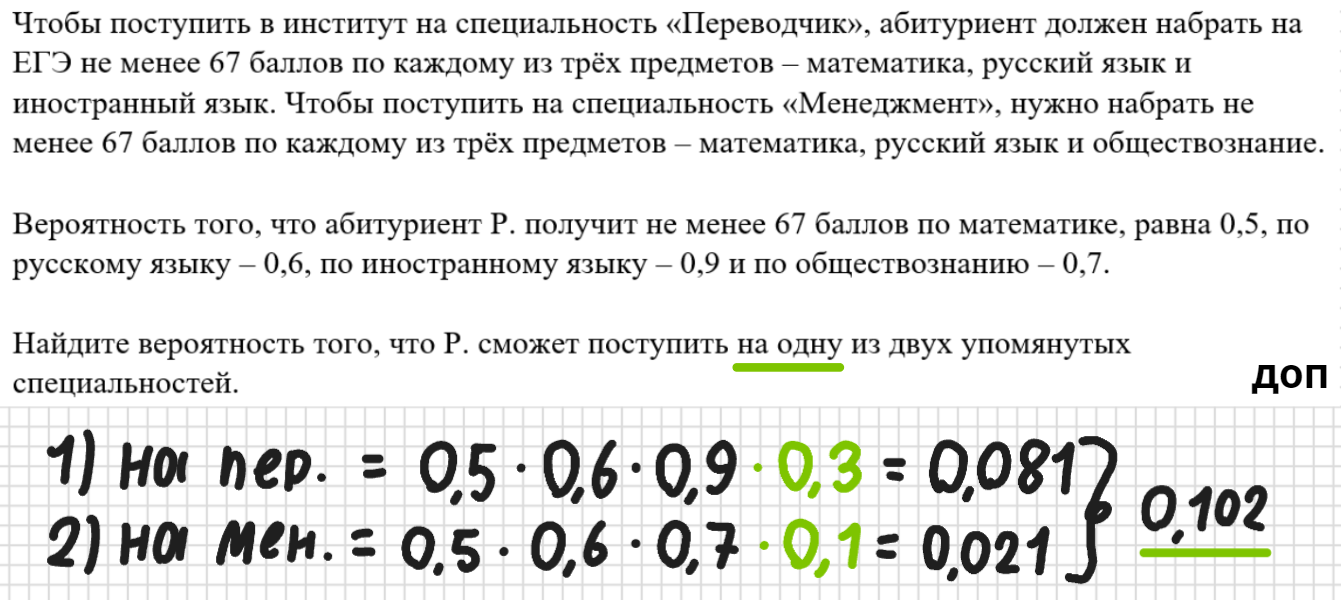 Чтобы поступить в институт на специальность «Переводчик», абитуриент должен набрать на
ЕГЭ не менее 67 баллов по каждому из трёх предметов – математика, русский язык и
иностранный язык. Чтобы поступить на специальность «Менеджмент», нужно набрать не
менее 67 баллов по каждому из трёх предметов – математика, русский язык и обществознание.
Вероятность того, что абитуриент Р. получит не менее 67 баллов по математике, равна 0,5, по
русскому языку – 0,6, по иностранному языку – 0,9 и по обществознанию – 0,7.
Найдите вероятность того, что Р. сможет поступить на одну из двух упомянутых
специальностей.
доп
1) на пер. = 0,5 · 0,6 · 0,9 · 0,3 = 0,081
2) на мен. = 0,5 · 0,6 · 0,7 · 0,1 = 0,021
0,102